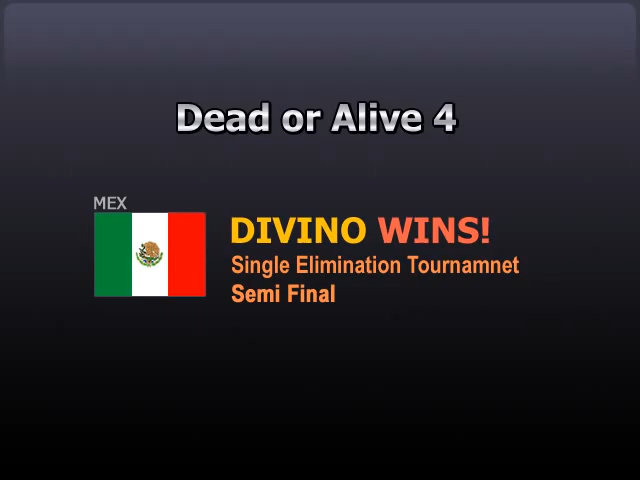 Dead or Alive 4
MEX
DIVINO WINS!
Single Elimination Tournamnet
Semi Final